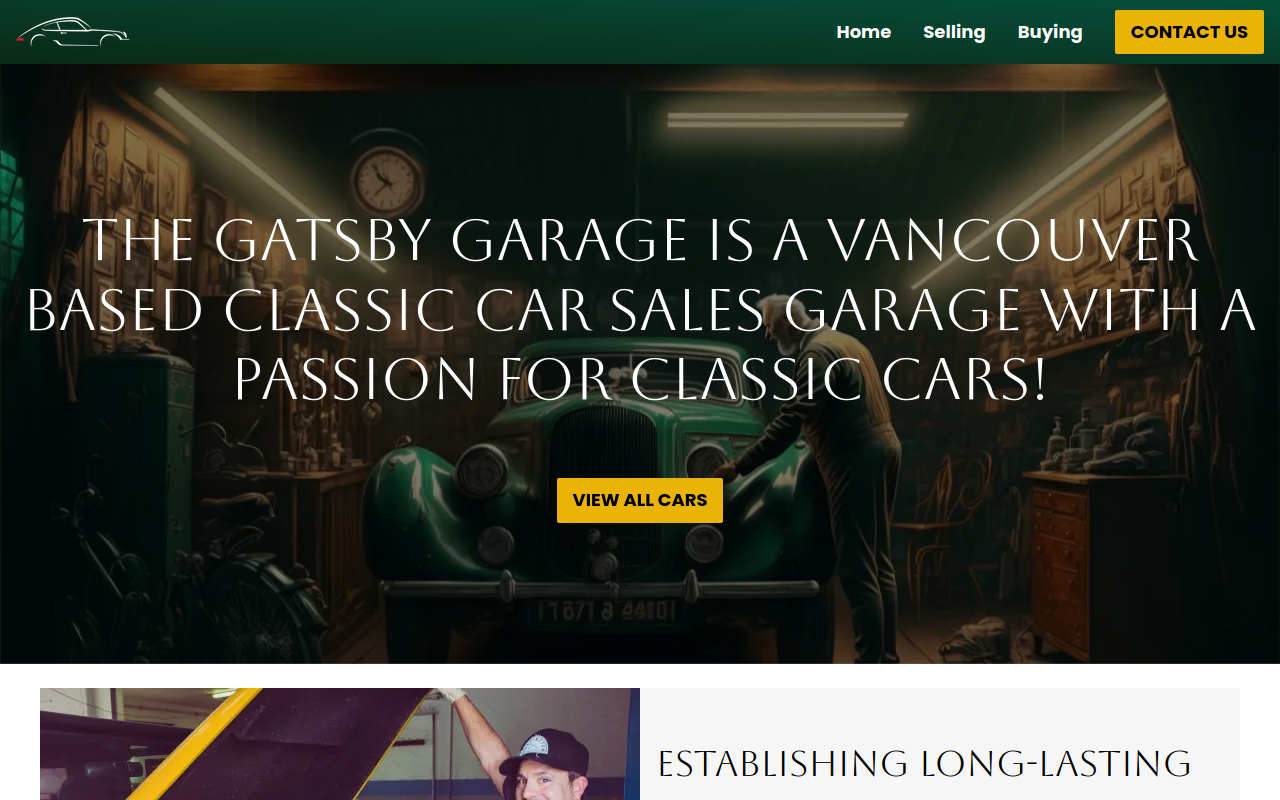 Home Selling Buying CONTACT US
THE GATSBY GARAGE IS A VANCOUVER
BASED CLASSIC CAR SALES GARAGE WITH A
PASSION FOR CLASSIC CARS!
VIEW ALL CARS
ESTABLISHING LONG-LASTING